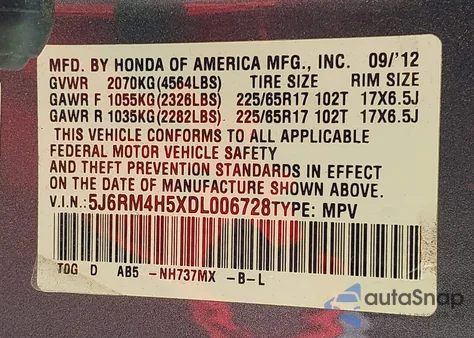 MFD. BY HONDA OF AMERICA MFG., INC. 09/'12
GVWR 2070KG(4564LBS) TIRE SIZE RIM SIZE
GAWR F 1055KG(2326LBS) 225/65R17 102T 17X6.5J
GAWR R 1035KG(2282LBS) 225/65R17 102T 17X6.5J
THIS VEHICLE CONFORMS TO ALL APPLICABLE
FEDERAL MOTOR VEHICLE SAFETY
AND THEFT PREVENTION STANDARDS IN EFFECT
ON THE DATE OF MANUFACTURE SHOWN ABOVE.
V.I.N.:5J6RM4H5XDL006728TYPE: MPV
T0G D AB5 -NH737MX -B-L
autaSnap